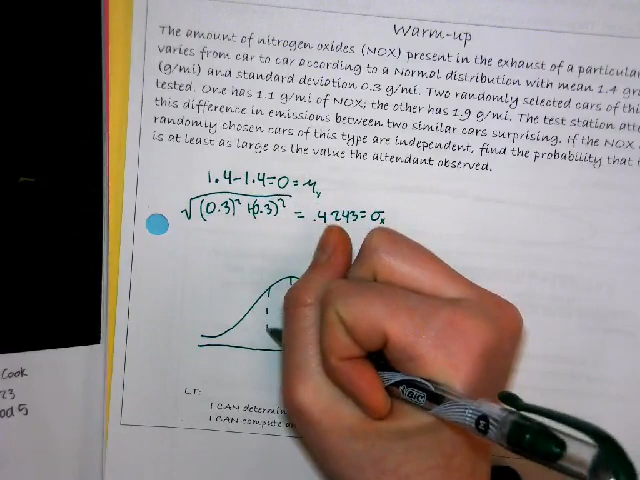 Warm-up
The amount of nitrogen oxides (NOX) present in the exhaust of a particular
varies from car to car according to a Normal distribution with mean 1.4 gr
(g/mi) and standard deviation 0.3 g/mi. Two randomly selected cars of thi
tested. One has 1.1 g/mi of NOX; the other has 1.9 g/mi. The test station att
this difference in emissions between two similar cars surprising. If the NOX
randomly chosen cars of this type are independent, find the probability that
is at least as large as the value the attendant observed.
1.4-1.4=0=μx
√(0.3)²+(0.3)² = .4243=σx
Cook
23
od 5
LT:
I CAN determin
I CAN compute an
BIC